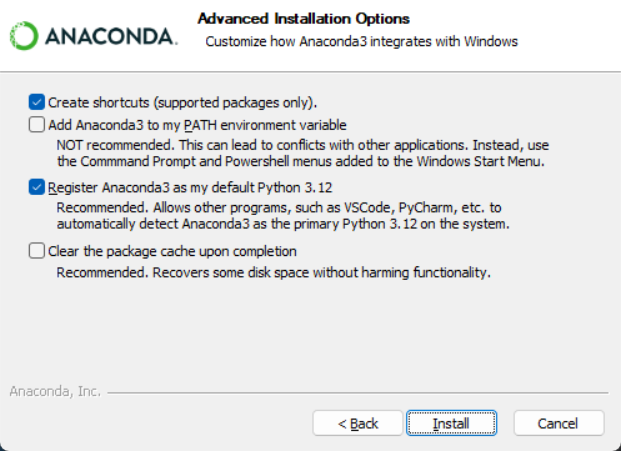 Advanced Installation Options
ANACONDA.
Customize how Anaconda3 integrates with Windows
Create shortcuts (supported packages only).
Add Anaconda3 to my PATH environment variable
NOT recommended. This can lead to conflicts with other applications. Instead, use
the Commmand Prompt and Powershell menus added to the Windows Start Menu.
Register Anaconda3 as my default Python 3.12
Recommended. Allows other programs, such as VSCode, PyCharm, etc. to
automatically detect Anaconda3 as the primary Python 3.12 on the system.
Clear the package cache upon completion
Recommended. Recovers some disk space without harming functionality.
Anaconda, Inc.
< Back
Install
Cancel